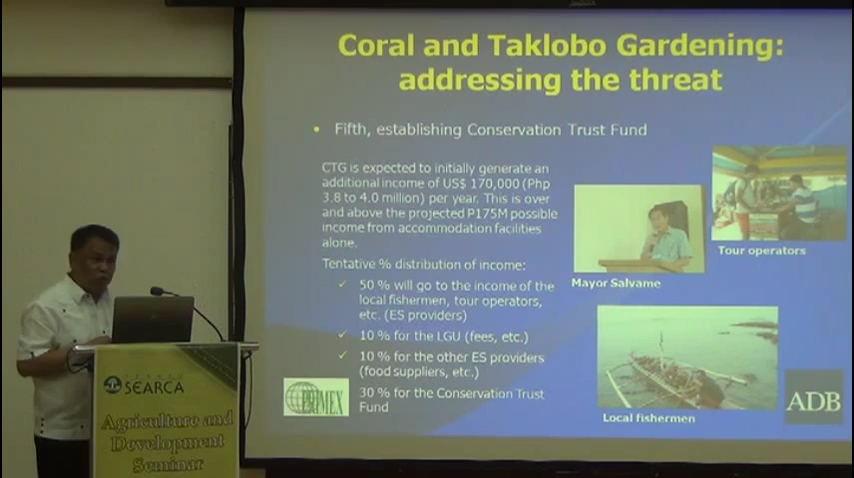 Coral and Taklobo Gardening:
addressing the threat
• Fifth, establishing Conservation Trust Fund
CTG is expected to initially generate an
additional income of US$ 170,000 (Php
3.8 to 4.0 million) per year. This is over
and above the projected P175M possible
income from accommodation facilities
alone.
Tentative % distribution of income:
✓ 50 % will go to the income of the
local fishermen, tour operators,
etc. (ES providers)
✓ 10 % for the LGU (fees, etc.)
✓ 10% for the other ES providers
(food suppliers, etc.)
30 % for the Conservation Trust
Fund
Tour operators
Mayor Salvame
Local fishermen
PRIMEX
ADB
SEARCA
Agriculture and
Development
Seminar